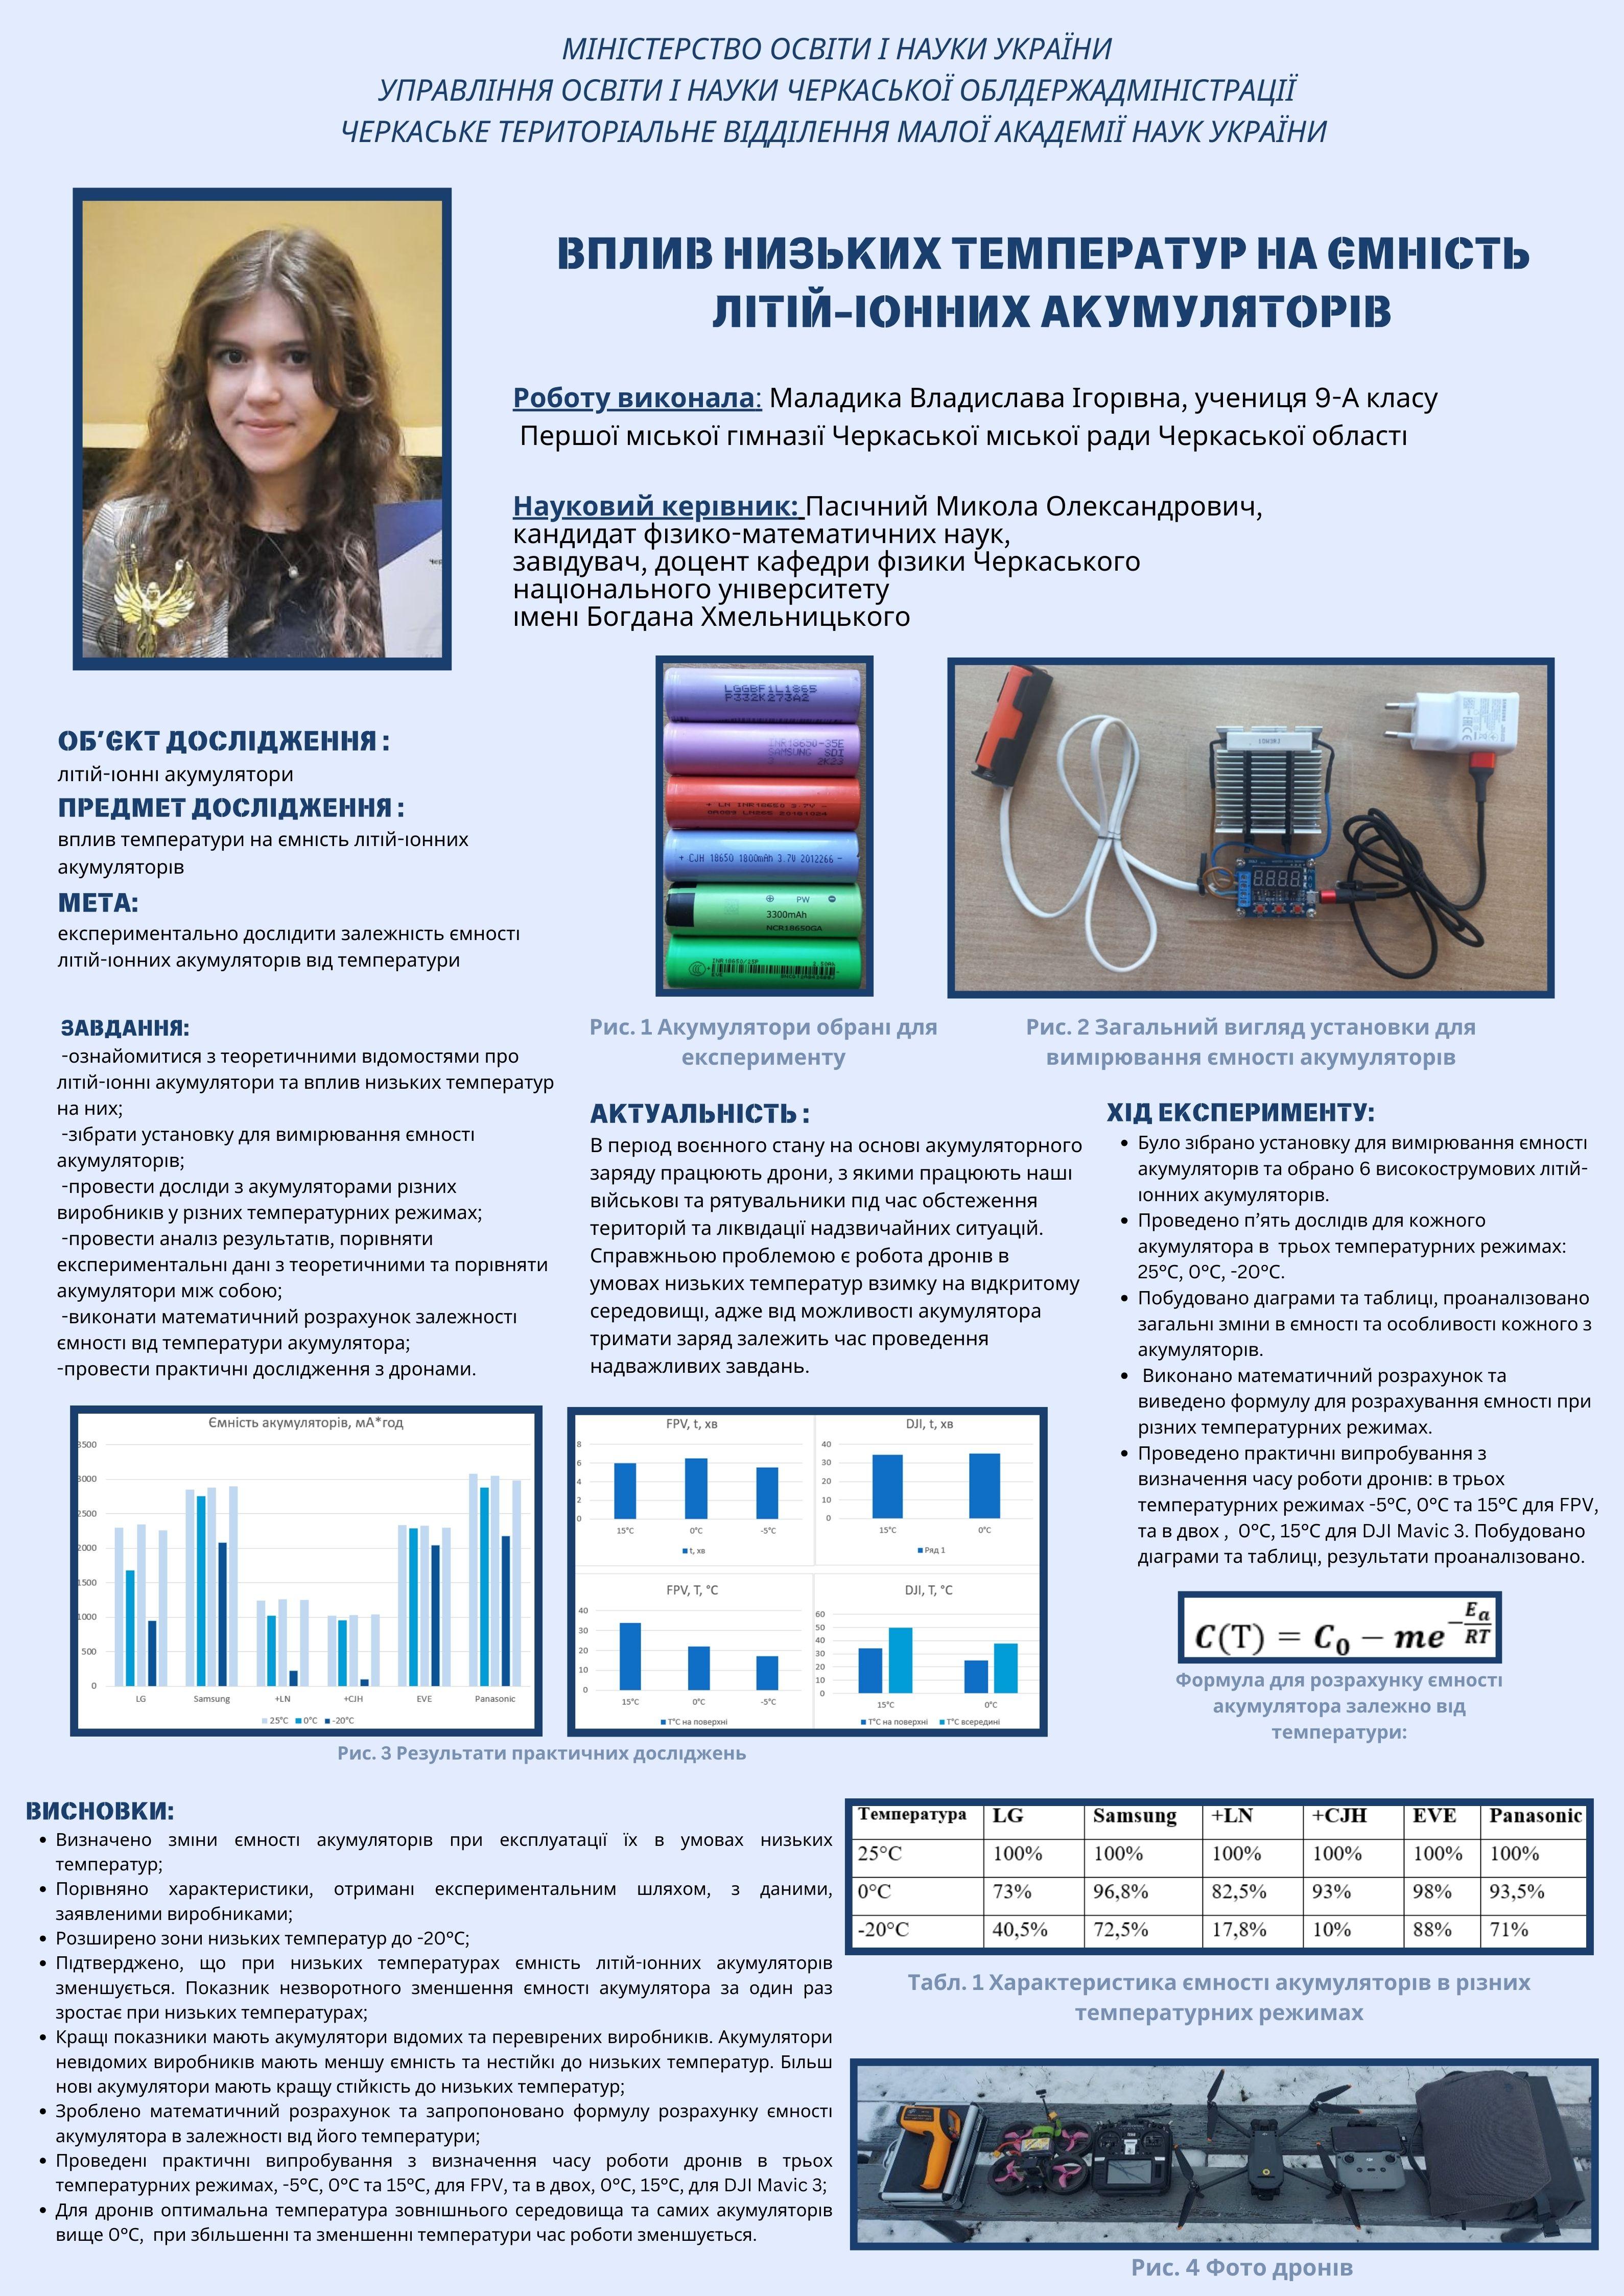 МІНІСТЕРСТВО ОСВІТИ І НАУКИ УКРАЇНИ
УПРАВЛІННЯ ОСВІТИ І НАУКИ ЧЕРКАСЬКОЇ ОБЛДЕРЖАДМІНІСТРАЦІЇ
ЧЕРКАСЬКЕ ТЕРИТОРІАЛЬНЕ ВІДДІЛЕННЯ МАЛОЇ АКАДЕМІЇ НАУК УКРАЇНИ
ВПЛИВ НИЗЬКИХ ТЕМПЕРАТУР НА ЄМНІСТЬ
ЛІТІЙ-ІОННИХ АКУМУЛЯТОРІВ
Роботу виконала: Маладика Владислава Ігорівна, учениця 9-А класу
Першої міської гімназії Черкаської міської ради Черкаської області
Науковий керівник: Пасічний Микола Олександрович,
кандидат фізико-математичних наук,
завідувач, доцент кафедри фізики Черкаського
національного університету
імені Богдана Хмельницького
ОБ'ЄКТ ДОСЛІДЖЕННЯ :
літій-іонні акумулятори
ПРЕДМЕТ ДОСЛІДЖЕННЯ :
вплив температури на ємність літій-іонних
акумуляторів
МЕТА:
експериментально дослідити залежність ємності
літій-іонних акумуляторів від температури
ЗАВДАННЯ:
-ознайомитися з теоретичними відомостями про
літій-іонні акумулятори та вплив низьких температур
на них;
-зібрати установку для вимірювання ємності
акумуляторів;
-провести досліди з акумуляторами різних
виробників у різних температурних режимах;
-провести аналіз результатів, порівняти
експериментальні дані з теоретичними та порівняти
акумулятори між собою;
-виконати математичний розрахунок залежності
ємності від температури акумулятора;
-провести практичні дослідження з дронами.
LGGBF1L1865
P332K273A2
INR18650-35E
SAMSUNG SDI
2K23
+ LN INR18650 3.7V -
+ CJH 18650 1800mAh 3.7V 2012266 -
PW
3300mAh
NCR18650GA
INR18650/25P
EVE
Рис. 1 Акумулятори обрані для
експерименту
Рис. 2 Загальний вигляд установки для
вимірювання ємності акумуляторів
АКТУАЛЬНІСТЬ :
В період воєнного стану на основі акумуляторного
заряду працюють дрони, з якими працюють наші
військові та рятувальники під час обстеження
територій та ліквідації надзвичайних ситуацій.
Справжньою проблемою є робота дронів в
умовах низьких температур взимку на відкритому
середовищі, адже від можливості акумулятора
тримати заряд залежить час проведення
надважливих завдань.
ХІД ЕКСПЕРИМЕНТУ:
• Було зібрано установку для вимірювання ємності
акумуляторів та обрано 6 високострумових літій-
іонних акумуляторів.
• Проведено п'ять дослідів для кожного
акумулятора в трьох температурних режимах:
25°С, 0°С, -20°С.
• Побудовано діаграми та таблиці, проаналізовано
загальні зміни в ємності та особливості кожного з
акумуляторів.
• Виконано математичний розрахунок та
виведено формулу для розрахування ємності при
різних температурних режимах.
• Проведено практичні випробування з
визначення часу роботи дронів: в трьох
температурних режимах -5°С, 0°С та 15°С для FPV,
та в двох , 0°С, 15°С для DJI Mavic 3. Побудовано
діаграми та таблиці, результати проаналізовано.
Ємність акумуляторів, мА*год
3500
3000
2500
2000
1500
1000
500
0
LG Samsung +LN +CJH EVE Panasonic
25°C 0°C -20°C
FPV, t, хв
8
6
4
2
0
15°C 0°C -5°C
t, хв
DJI, t, хв
40
30
20
10
0
15°C 0°C
Ряд 1
FPV, T, °C
40
30
20
10
0
15°C 0°C -5°C
T°C на поверхні
DJI, T, °C
60
50
40
30
20
10
0
15°C 0°C
T°C на поверхні T°C всередині
Рис. 3 Результати практичних досліджень
C(T) = C₀ − me^(−Ea/RT)
Формула для розрахунку ємності
акумулятора залежно від
температури:
ВИСНОВКИ:
• Визначено зміни ємності акумуляторів при експлуатації їх в умовах низьких
температур;
• Порівняно характеристики, отримані експериментальним шляхом, з даними,
заявленими виробниками;
• Розширено зони низьких температур до -20°С;
• Підтверджено, що при низьких температурах ємність літій-іонних акумуляторів
зменшується. Показник незворотного зменшення ємності акумулятора за один раз
зростає при низьких температурах;
• Кращі показники мають акумулятори відомих та перевірених виробників. Акумулятори
невідомих виробників мають меншу ємність та нестійкі до низьких температур. Більш
нові акумулятори мають кращу стійкість до низьких температур;
• Зроблено математичний розрахунок та запропоновано формулу розрахунку ємності
акумулятора в залежності від його температури;
• Проведені практичні випробування з визначення часу роботи дронів в трьох
температурних режимах, -5°С, 0°С та 15°С, для FPV, та в двох, 0°С, 15°С, для DJI Mavic 3;
• Для дронів оптимальна температура зовнішнього середовища та самих акумуляторів
вище 0°С, при збільшенні та зменшенні температури час роботи зменшується.
Температура LG Samsung +LN +CJH EVE Panasonic
25°C 100% 100% 100% 100% 100% 100%
0°C 73% 96,8% 82,5% 93% 98% 93,5%
-20°C 40,5% 72,5% 17,8% 10% 88% 71%
Табл. 1 Характеристика ємності акумуляторів в різних
температурних режимах
Рис. 4 Фото дронів